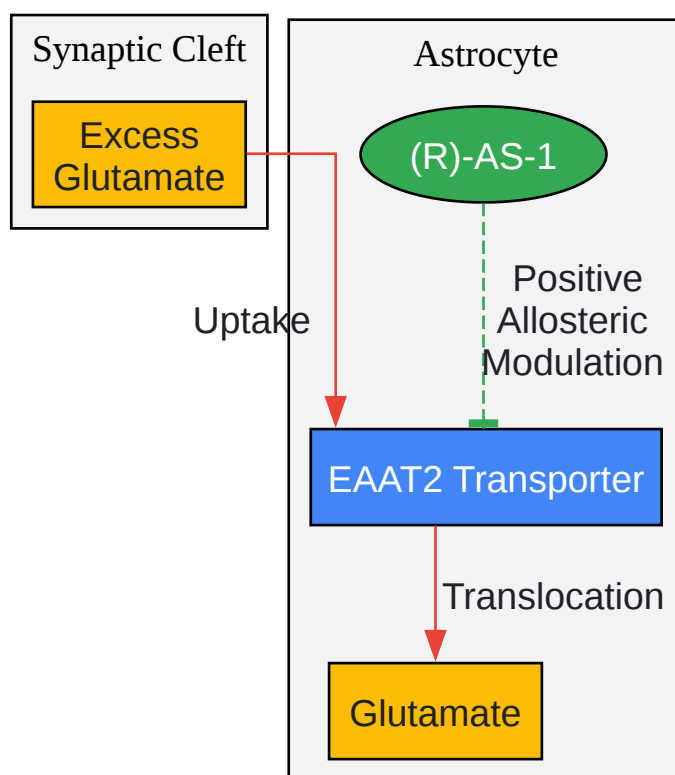 Synaptic Cleft
Astrocyte
Excess
Glutamate
(R)-AS-1
Positive
Allosteric
Modulation
Uptake
EAAT2 Transporter
Translocation
Glutamate